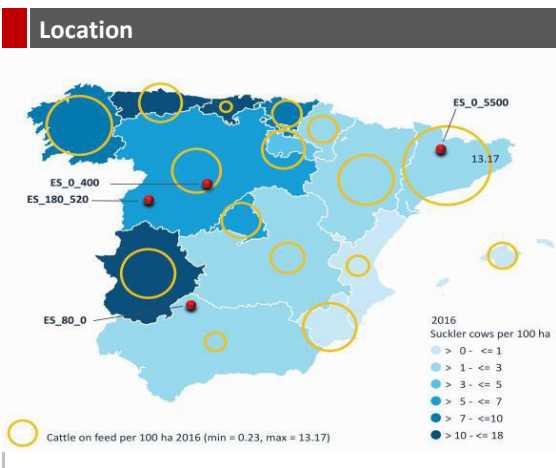 Location
ES_0_5500
13.17
ES_0_400
ES_180_520
ES_80_0
2016
Suckler cows per 100 ha
> 0 - <= 1
> 1 - <= 3
> 3 - <= 5
> 5 - <= 7
> 7 - <=10
>10 - <= 18
Cattle on feed per 100 ha 2016 (min = 0.23, max = 13.17)